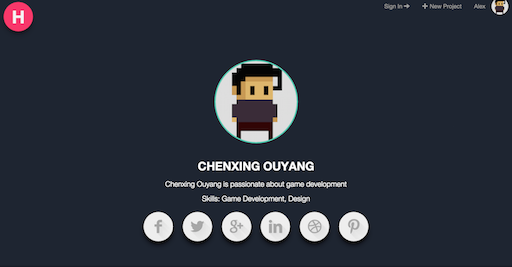 H
Sign In
New Project
Alex
CHENXING OUYANG
Chenxing Ouyang is passionate about game development
Skills: Game Development, Design